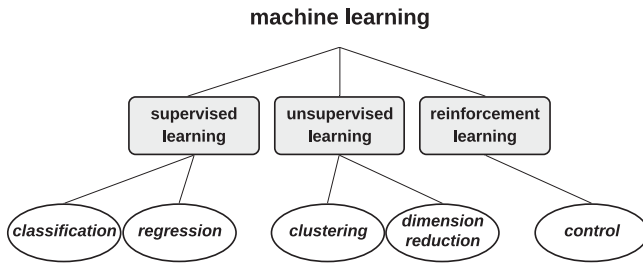 machine learning
supervised
learning
unsupervised
learning
reinforcement
learning
classification
regression
clustering
dimension
reduction
control